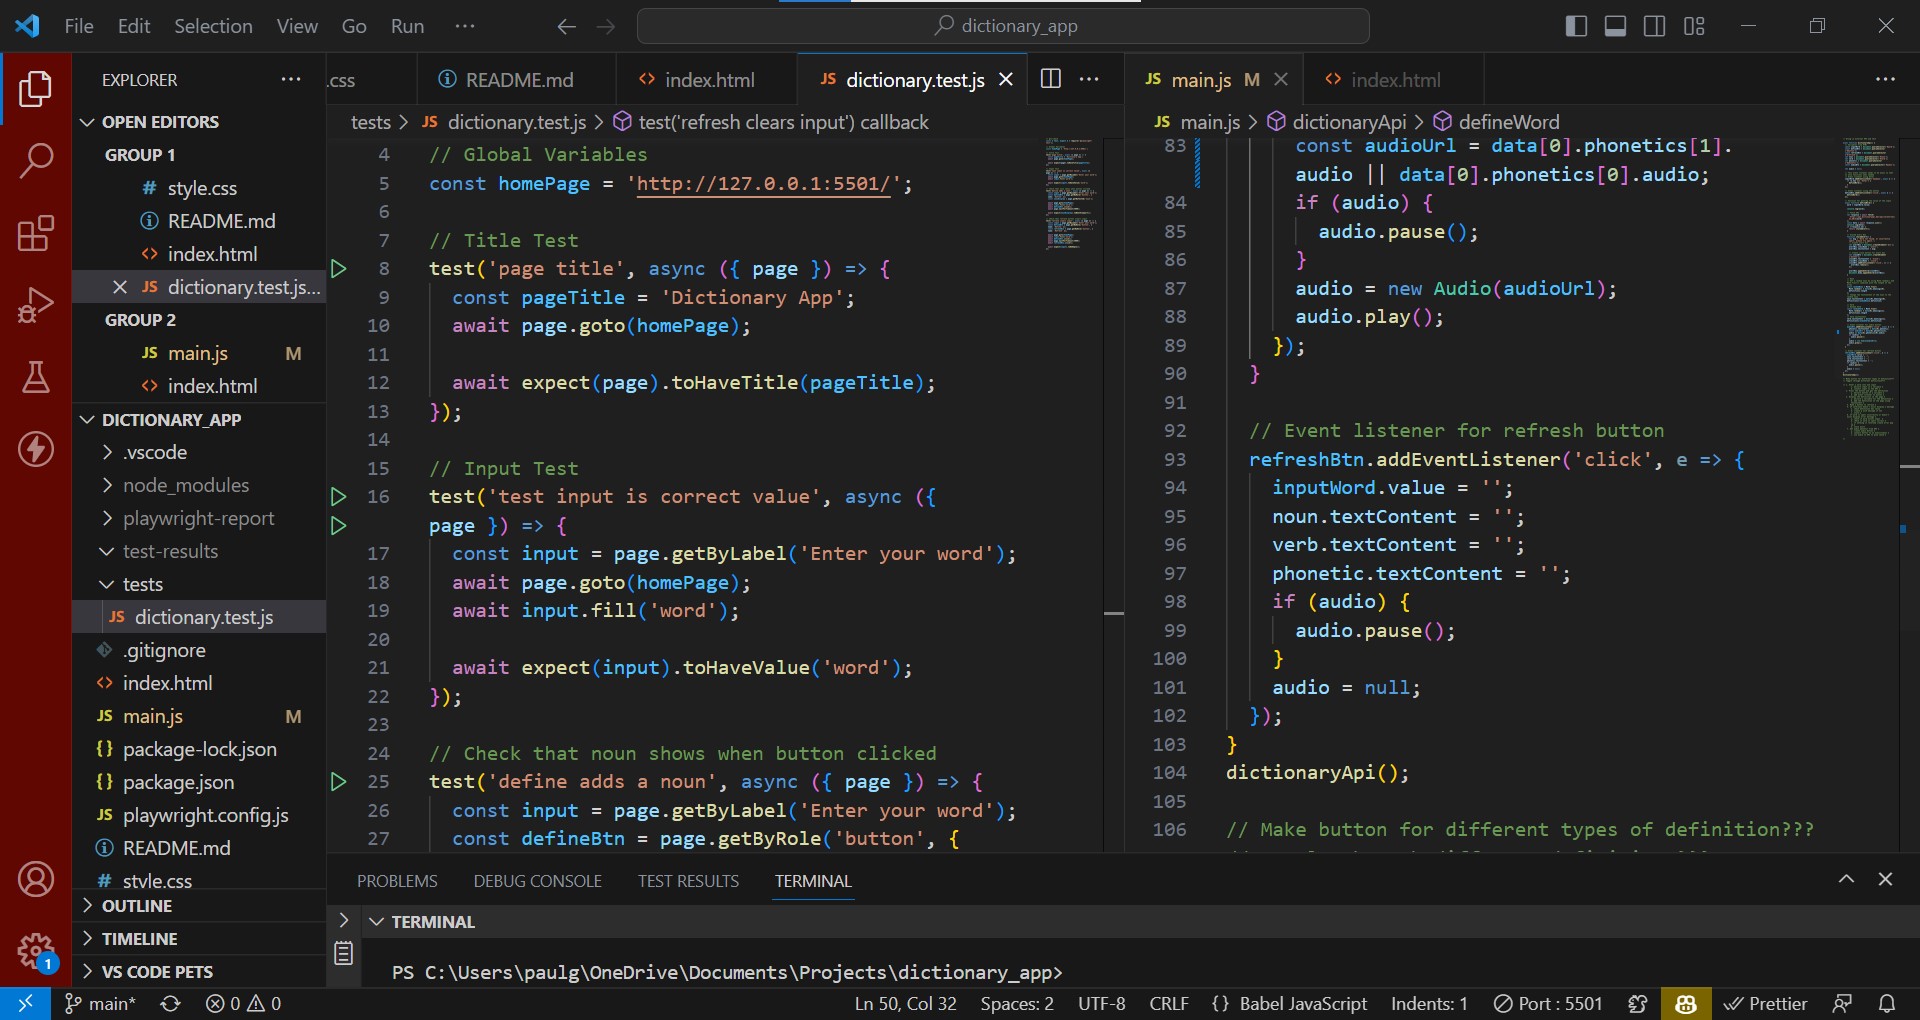 File Edit Selection View Go Run ···
dictionary_app
EXPLORER ···
OPEN EDITORS
GROUP 1
# style.css
README.md
<> index.html
JS dictionary.test.js...
GROUP 2
JS main.js M
<> index.html
DICTIONARY_APP
.vscode
node_modules
playwright-report
test-results
tests
JS dictionary.test.js
.gitignore
<> index.html
JS main.js M
{} package-lock.json
{} package.json
JS playwright.config.js
README.md
# style.css
OUTLINE
TIMELINE
VS CODE PETS
.css README.md <> index.html JS dictionary.test.js
tests > JS dictionary.test.js > test('refresh clears input') callback
4 // Global Variables
5 const homePage = 'http://127.0.0.1:5501/';
6
7 // Title Test
8 test('page title', async ({ page }) => {
9 const pageTitle = 'Dictionary App';
10 await page.goto(homePage);
11
12 await expect(page).toHaveTitle(pageTitle);
13 });
14
15 // Input Test
16 test('test input is correct value', async ({
page }) => {
17 const input = page.getByLabel('Enter your word');
18 await page.goto(homePage);
19 await input.fill('word');
20
21 await expect(input).toHaveValue('word');
22 });
23
24 // Check that noun shows when button clicked
25 test('define adds a noun', async ({ page }) => {
26 const input = page.getByLabel('Enter your word');
27 const defineBtn = page.getByRole('button', {
JS main.js M <> index.html
JS main.js > dictionaryApi > defineWord
83 const audioUrl = data[0].phonetics[1].
audio || data[0].phonetics[0].audio;
84 if (audio) {
85 audio.pause();
86 }
87 audio = new Audio(audioUrl);
88 audio.play();
89 });
90 }
91
92 // Event listener for refresh button
93 refreshBtn.addEventListener('click', e => {
94 inputWord.value = '';
95 noun.textContent = '';
96 verb.textContent = '';
97 phonetic.textContent = '';
98 if (audio) {
99 audio.pause();
100 }
101 audio = null;
102 });
103 }
104 dictionaryApi();
105
106 // Make button for different types of definition???
PROBLEMS DEBUG CONSOLE TEST RESULTS TERMINAL
TERMINAL
PS C:\Users\paulg\OneDrive\Documents\Projects\dictionary_app>
1
main* 0 0 Ln 50, Col 32 Spaces: 2 UTF-8 CRLF {} Babel JavaScript Indents: 1 Port : 5501 Prettier